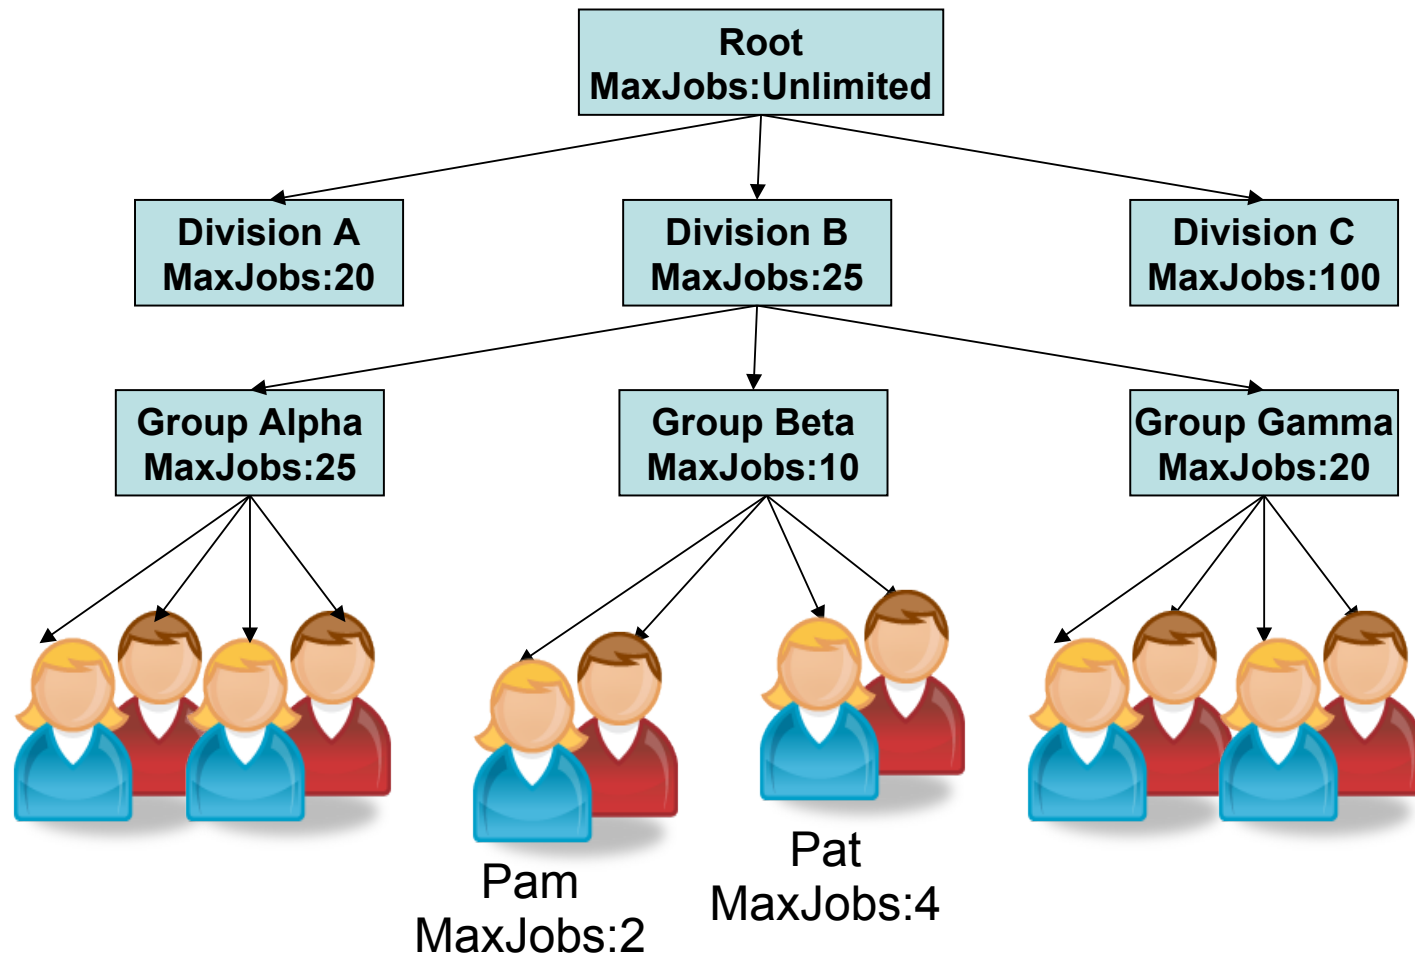 Root
MaxJobs:Unlimited
Division A
MaxJobs:20
Division B
MaxJobs:25
Division C
MaxJobs:100
Group Alpha
MaxJobs:25
Group Beta
MaxJobs:10
Group Gamma
MaxJobs:20
Pam
MaxJobs:2
Pat
MaxJobs:4